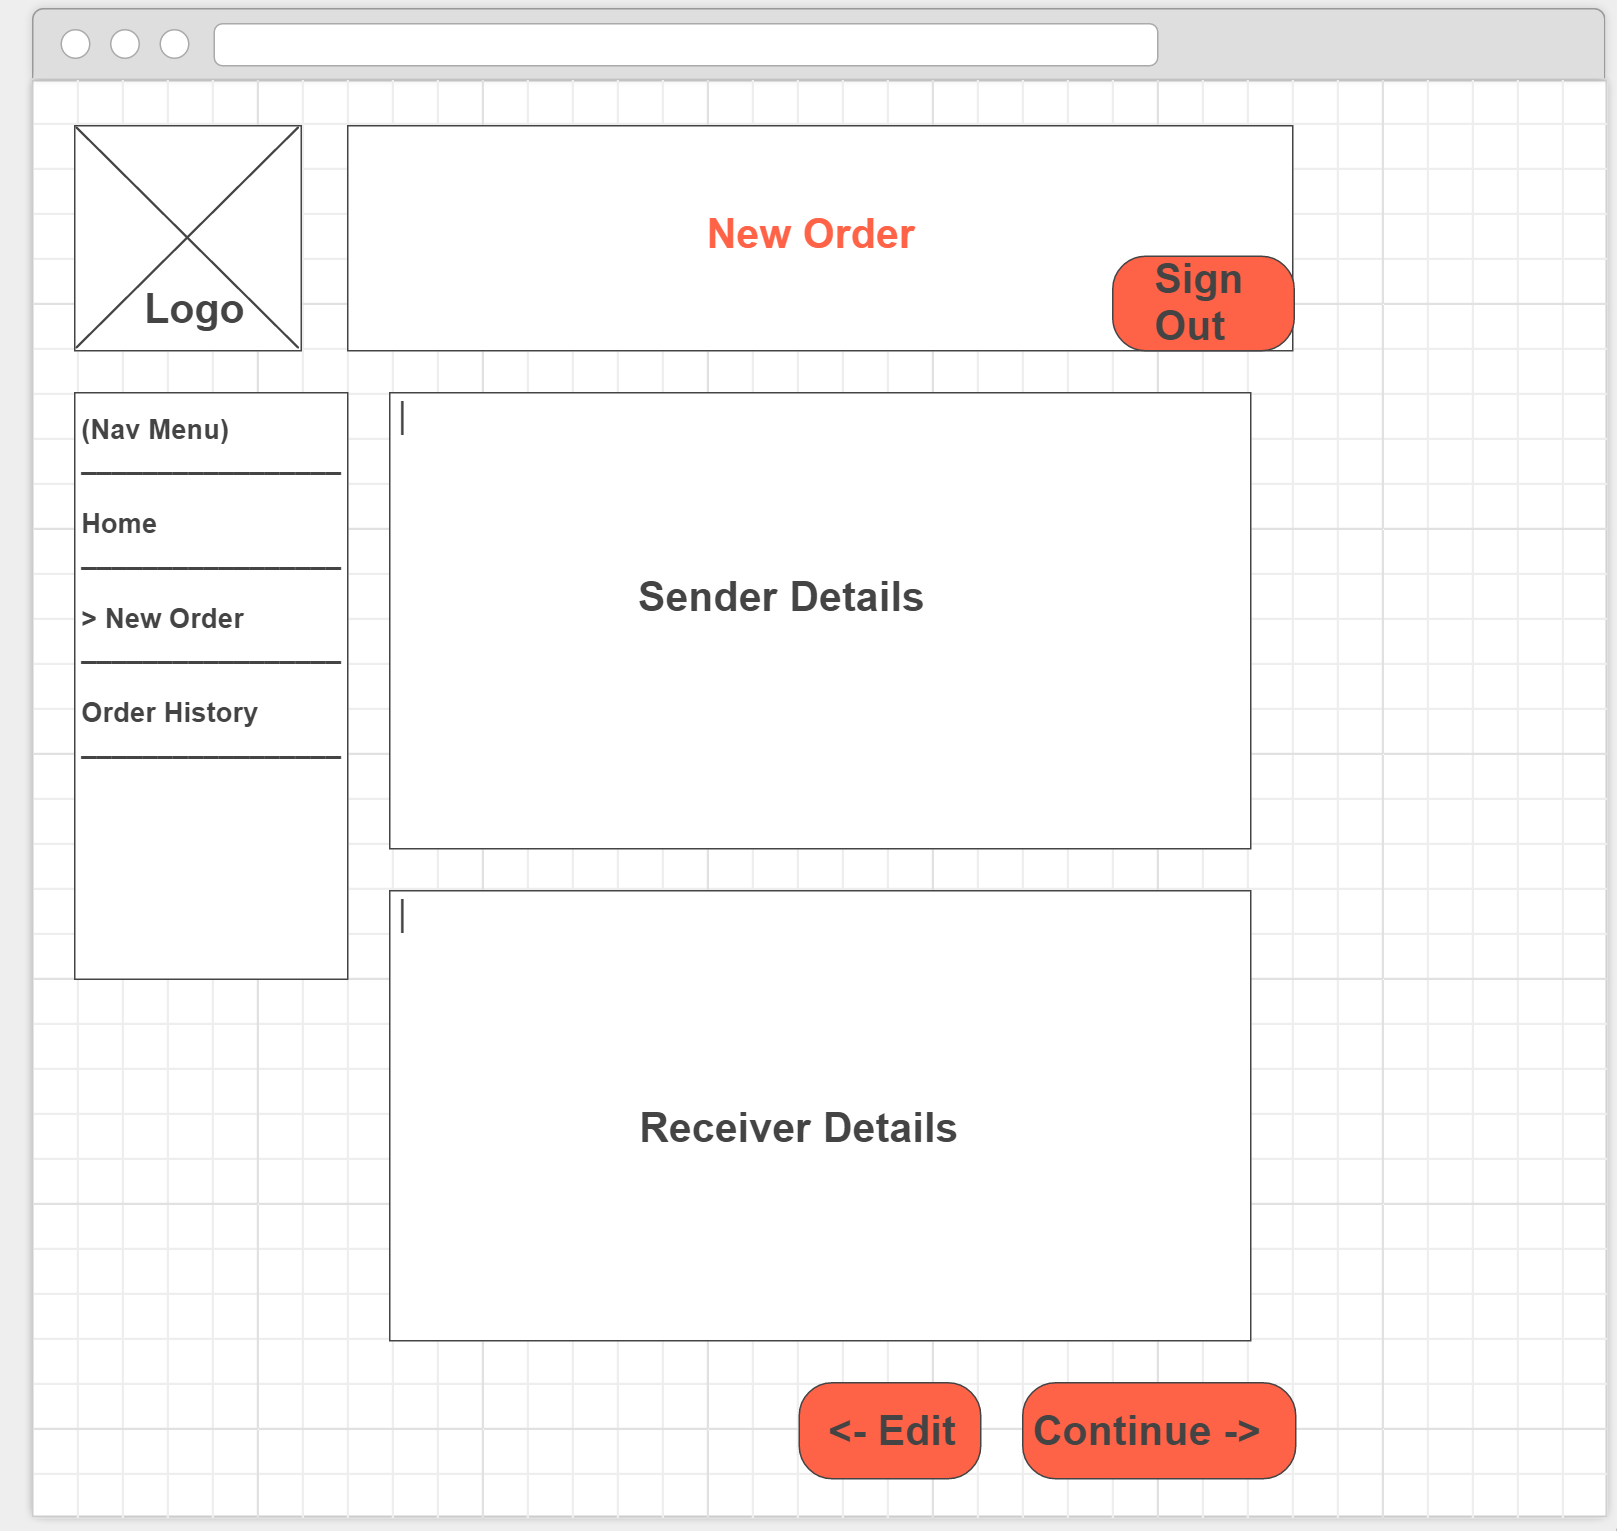 Logo
New Order
Sign
Out
(Nav Menu)
Home
> New Order
Order History
Sender Details
Receiver Details
<- Edit
Continue ->